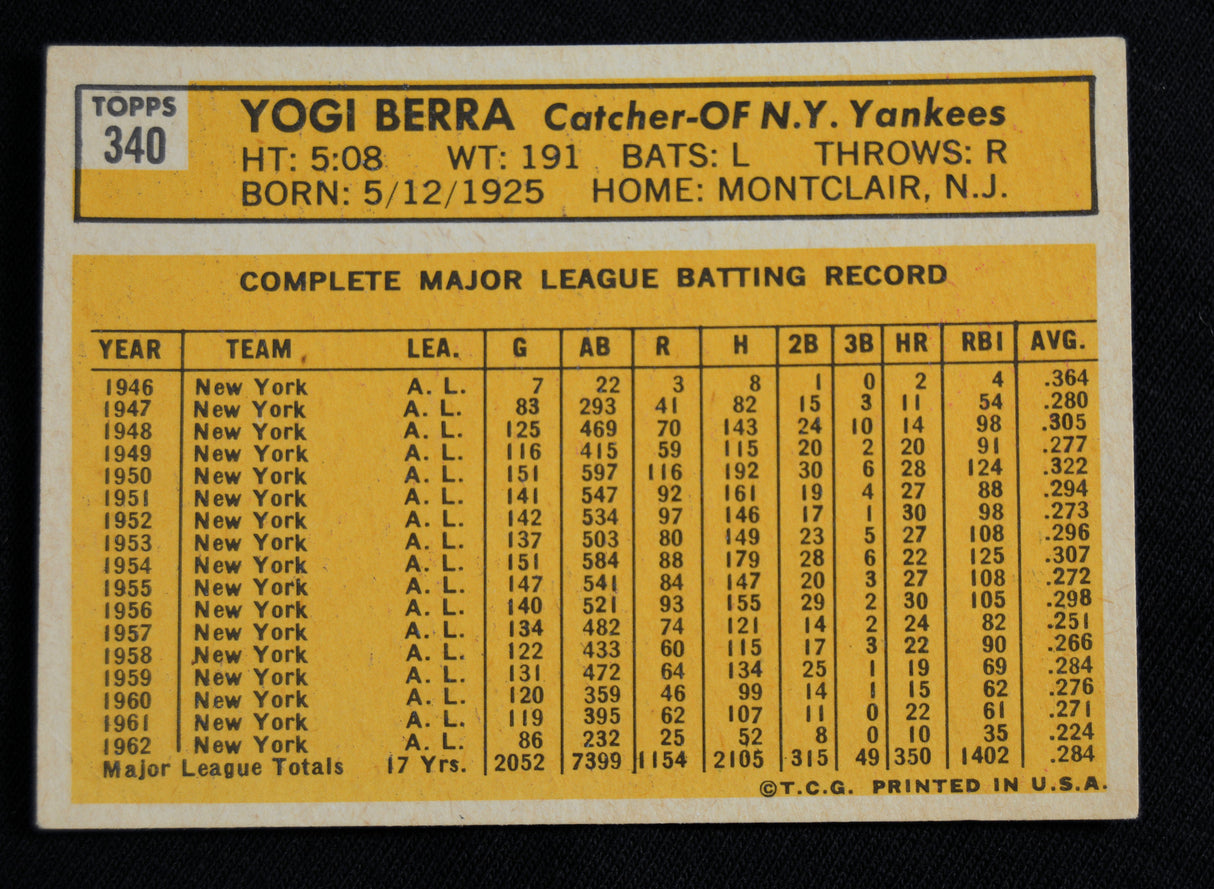 TOPPS
340
YOGI BERRA Catcher-OF N.Y. Yankees
HT: 5:08 WT: 191 BATS: L THROWS: R
BORN: 5/12/1925 HOME: MONTCLAIR, N.J.
COMPLETE MAJOR LEAGUE BATTING RECORD
YEAR TEAM LEA. G AB R H 2B 3B HR RBI AVG.
1946 New York A. L. 7 22 3 8 1 0 2 4 .364
1947 New York A. L. 83 293 41 82 15 3 11 54 .280
1948 New York A. L. 125 469 70 143 24 10 14 98 .305
1949 New York A. L. 116 415 59 115 20 2 20 91 .277
1950 New York A. L. 151 597 116 192 30 6 28 124 .322
1951 New York A. L. 141 547 92 161 19 4 27 88 .294
1952 New York A. L. 142 534 97 146 17 1 30 98 .273
1953 New York A. L. 137 503 80 149 23 5 27 108 .296
1954 New York A. L. 151 584 88 179 28 6 22 125 .307
1955 New York A. L. 147 541 84 147 20 3 27 108 .272
1956 New York A. L. 140 521 93 155 29 2 30 105 .298
1957 New York A. L. 134 482 74 121 14 2 24 82 .251
1958 New York A. L. 122 433 60 115 17 3 22 90 .266
1959 New York A. L. 131 472 64 134 25 1 19 69 .284
1960 New York A. L. 120 359 46 99 14 1 15 62 .276
1961 New York A. L. 119 395 62 107 11 0 22 61 .271
1962 New York A. L. 86 232 25 52 8 0 10 35 .224
Major League Totals 17 Yrs. 2052 7399 1154 2105 315 49 350 1402 .284
©T.C.G. PRINTED IN U.S.A.